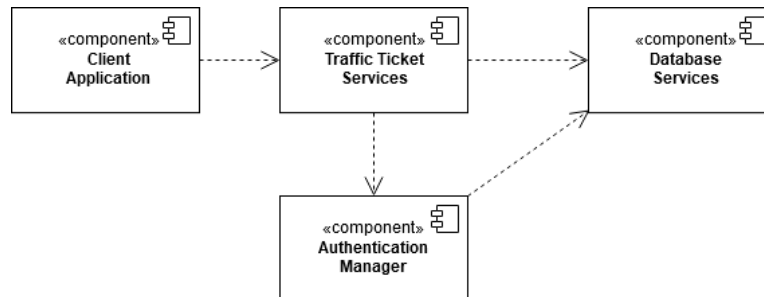 «component»
Client
Application
«component»
Traffic Ticket
Services
«component»
Database
Services
«component»
Authentication
Manager